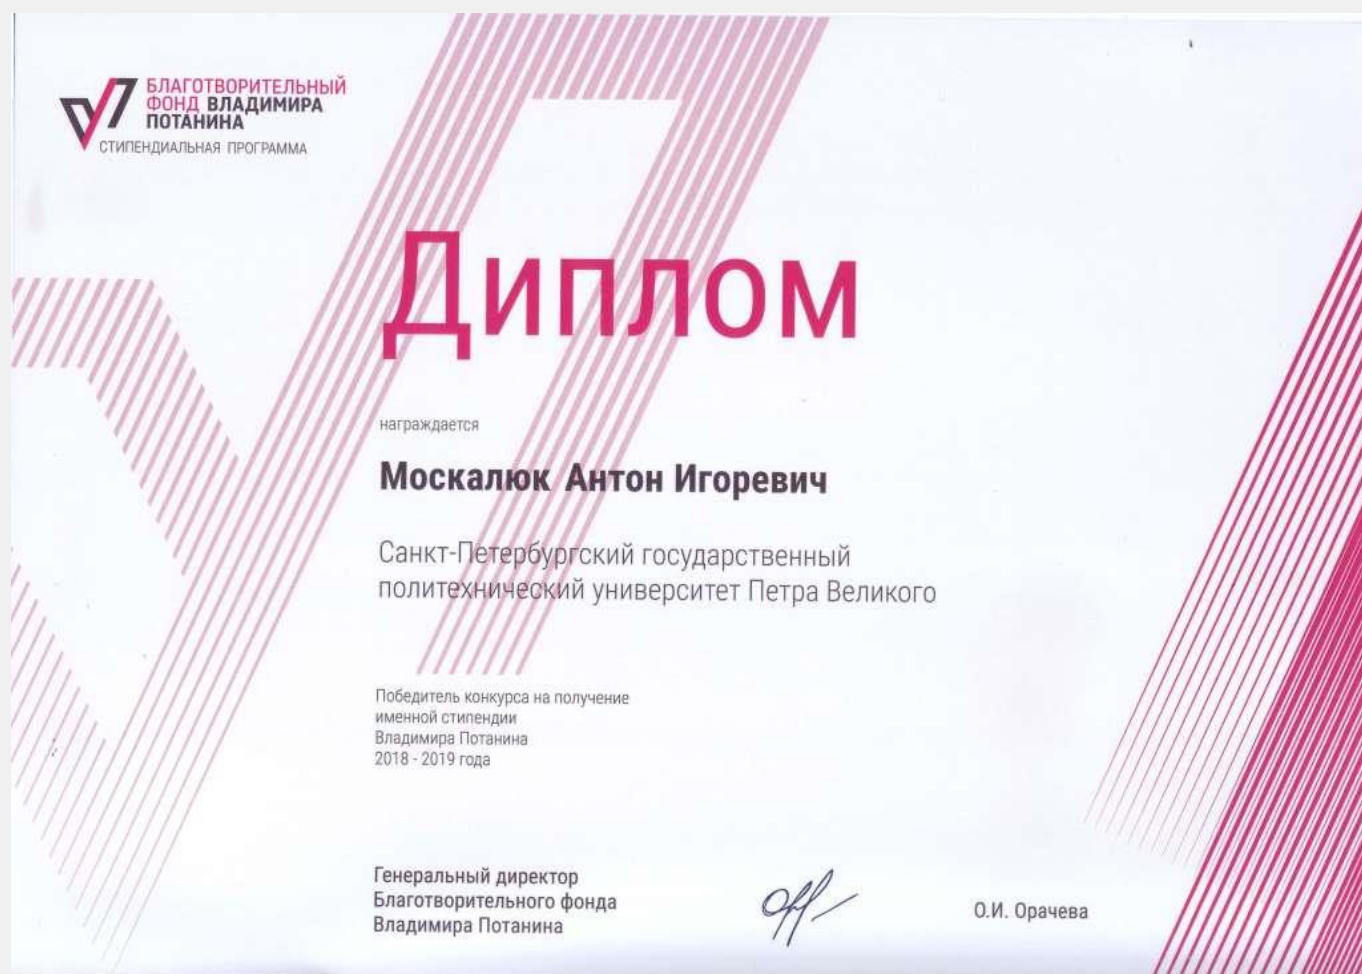 БЛАГОТВОРИТЕЛЬНЫЙ
ФОНД ВЛАДИМИРА
ПОТАНИНА
СТИПЕНДИАЛЬНАЯ ПРОГРАММА
Диплом
награждается
Москалюк Антон Игоревич
Санкт-Петербургский государственный
политехнический университет Петра Великого
Победитель конкурса на получение
именной стипендии
Владимира Потанина
2018 - 2019 года
Генеральный директор
Благотворительного фонда
Владимира Потанина
О.И. Орачева